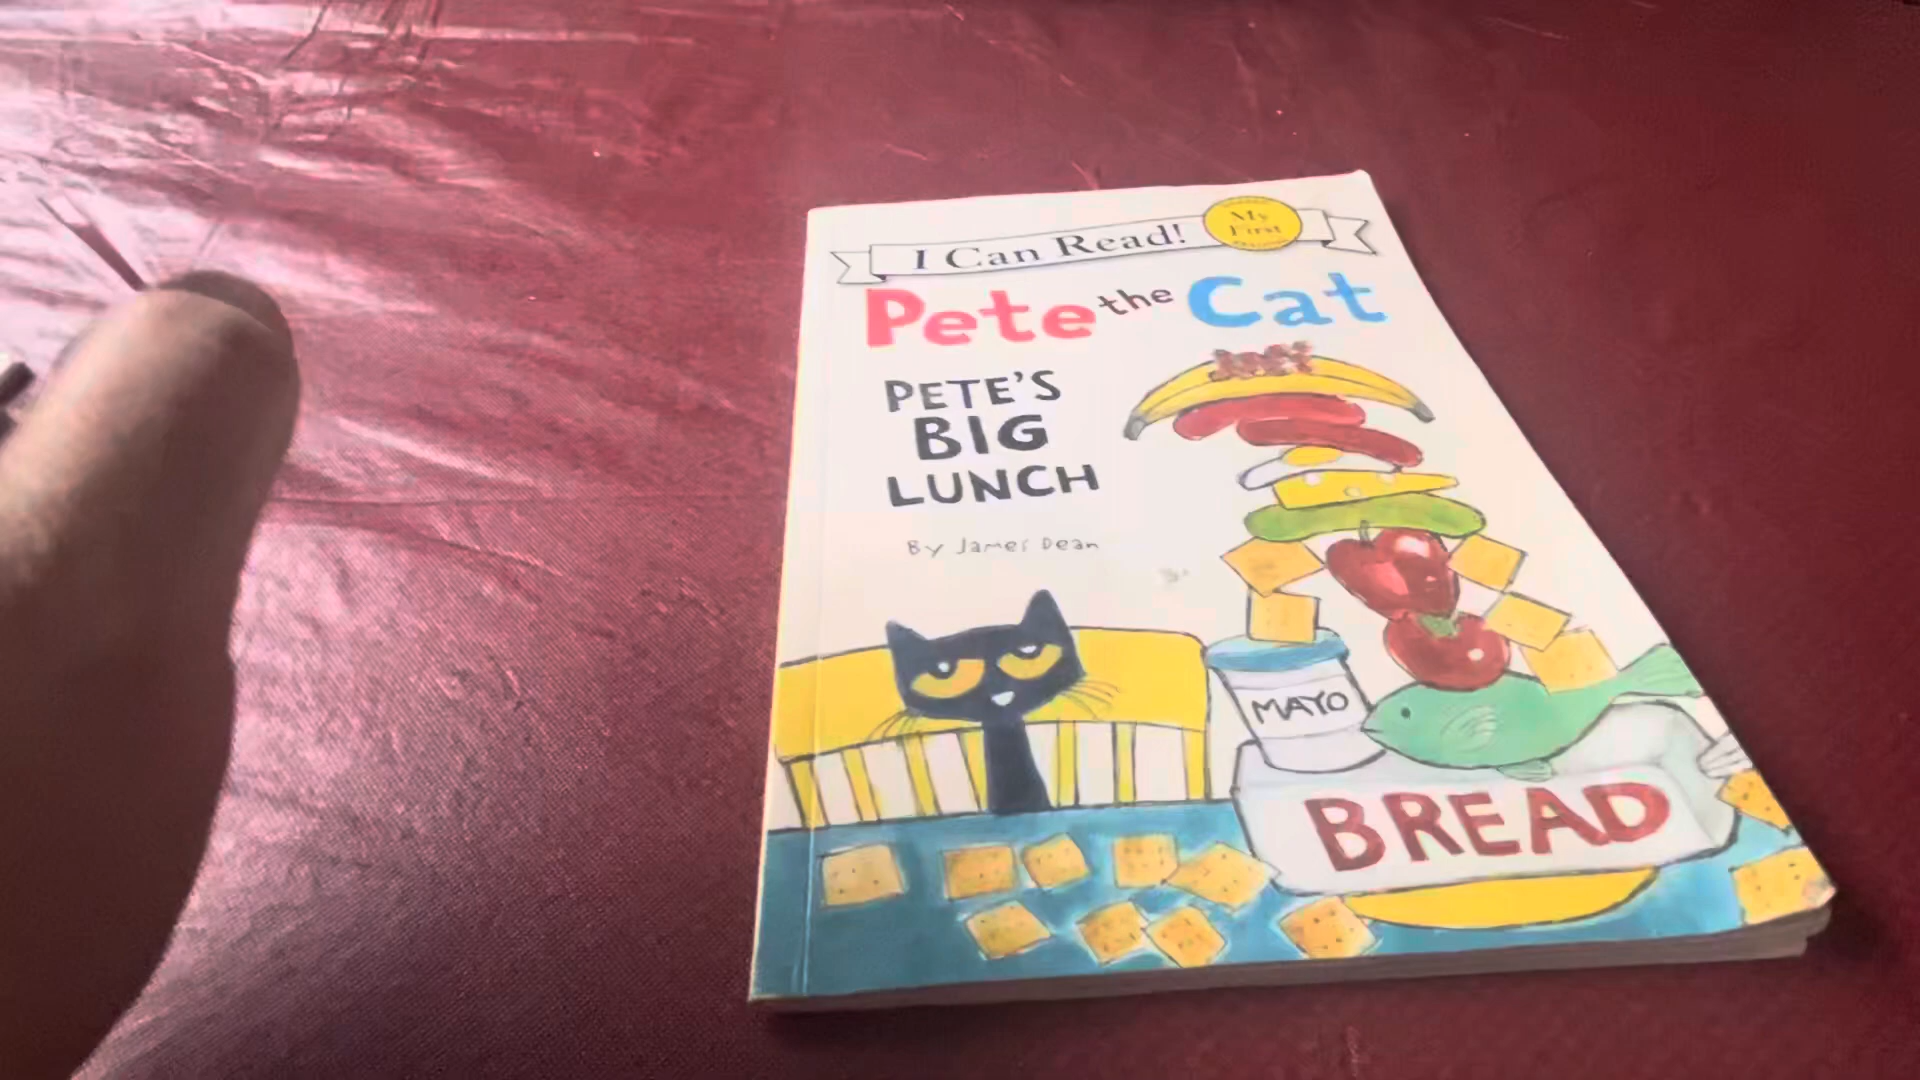 I Can Read!
My
First
Pete the Cat
PETE'S
BIG
LUNCH
By James Dean
MAYO
BREAD